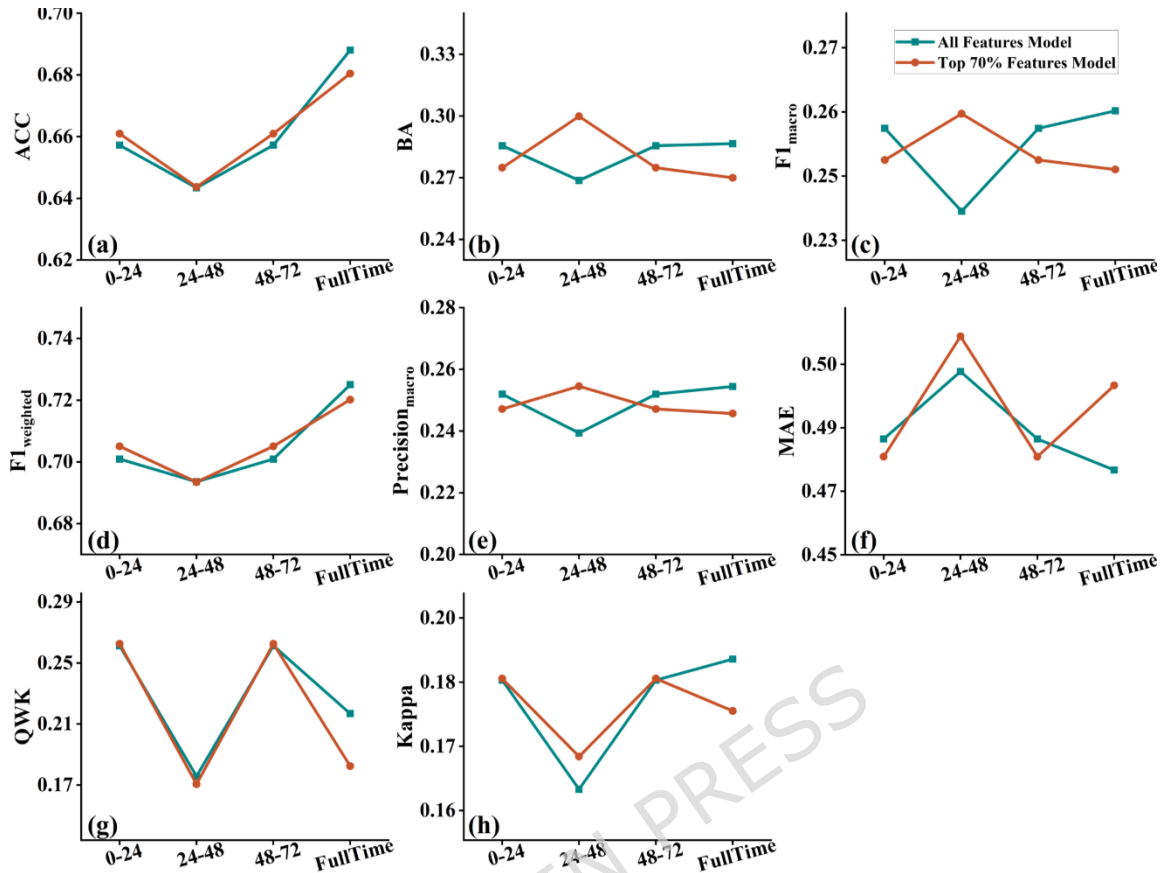 0.70
0.68
0.66
0.64
0.62
ACC
(a)
0-24
24-48
48-72
FullTime
0.33
0.30
0.27
0.24
BA
(b)
0-24
24-48
48-72
FullTime
All Features Model
Top 70% Features Model
0.27
0.26
0.25
0.23
F1macro
(c)
0-24
24-48
48-72
FullTime
0.74
0.72
0.70
0.68
F1weighted
(d)
0-24
24-48
48-72
FullTime
0.28
0.26
0.24
0.22
0.20
Precisionmacro
(e)
0-24
24-48
48-72
FullTime
0.50
0.49
0.47
0.45
MAE
(f)
0-24
24-48
48-72
FullTime
0.29
0.25
0.21
0.17
QWK
(g)
0-24
24-48
48-72
FullTime
0.20
0.18
0.17
0.16
Kappa
(h)
0-24
24-48
48-72
FullTime
EN PRESS